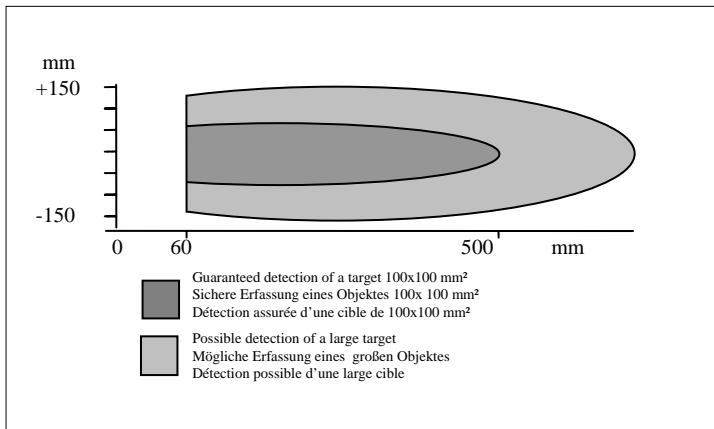 mm
+150
-150
0 60 500 mm
Guaranteed detection of a target 100x100 mm²
Sichere Erfassung eines Objektes 100x 100 mm²
Détection assurée d’une cible de 100x100 mm²
Possible detection of a large target
Mögliche Erfassung eines großen Objektes
Détection possible d’une large cible